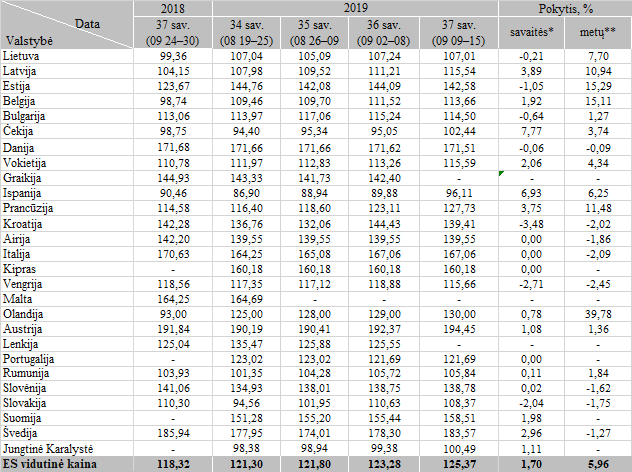 Data 2018 2019 Pokytis, %
Valstybė 37 sav. (09 24–30) 34 sav. (08 19–25) 35 sav. (08 26–09 36 sav. (09 02–08) 37 sav. (09 09–15) savaitės* metų**
Lietuva 99,36 107,04 105,09 107,24 107,01 -0,21 7,70
Latvija 104,15 107,98 109,52 111,21 115,54 3,89 10,94
Estija 123,67 144,76 142,08 144,09 142,58 -1,05 15,29
Belgija 98,74 109,46 109,70 111,52 113,66 1,92 15,11
Bulgarija 113,06 113,97 117,06 115,24 114,50 -0,64 1,27
Čekija 98,75 94,40 95,34 95,05 102,44 7,77 3,74
Danija 171,68 171,66 171,66 171,62 171,51 -0,06 -0,09
Vokietija 110,78 111,97 112,83 113,26 115,59 2,06 4,34
Graikija 144,93 143,33 141,73 142,40 - - -
Ispanija 90,46 86,90 88,94 89,88 96,11 6,93 6,25
Prancūzija 114,58 116,40 118,60 123,11 127,73 3,75 11,48
Kroatija 142,28 136,76 132,06 144,43 139,41 -3,48 -2,02
Airija 142,20 139,55 139,55 139,55 139,55 0,00 -1,86
Italija 170,63 164,25 165,08 167,06 167,06 0,00 -2,09
Kipras - 160,18 160,18 160,18 160,18 0,00 -
Vengrija 118,56 117,35 117,12 118,88 115,66 -2,71 -2,45
Malta 164,25 164,69 - - - - -
Olandija 93,00 125,00 128,00 129,00 130,00 0,78 39,78
Austrija 191,84 190,19 190,41 192,37 194,45 1,08 1,36
Lenkija 125,04 135,47 125,88 125,55 - - -
Portugalija - 123,02 123,02 121,69 121,69 0,00 -
Rumunija 103,93 101,35 104,28 105,72 105,84 0,11 1,84
Slovėnija 141,06 134,93 138,01 138,75 138,78 0,02 -1,62
Slovakija 110,30 94,56 101,95 110,63 108,37 -2,04 -1,75
Suomija - 151,28 155,20 155,44 158,51 1,98 -
Švedija 185,94 177,95 174,01 178,30 183,57 2,96 -1,27
Jungtinė Karalystė - 98,38 98,94 99,38 100,49 1,11 -
ES vidutinė kaina 118,32 121,30 121,80 123,28 125,37 1,70 5,96